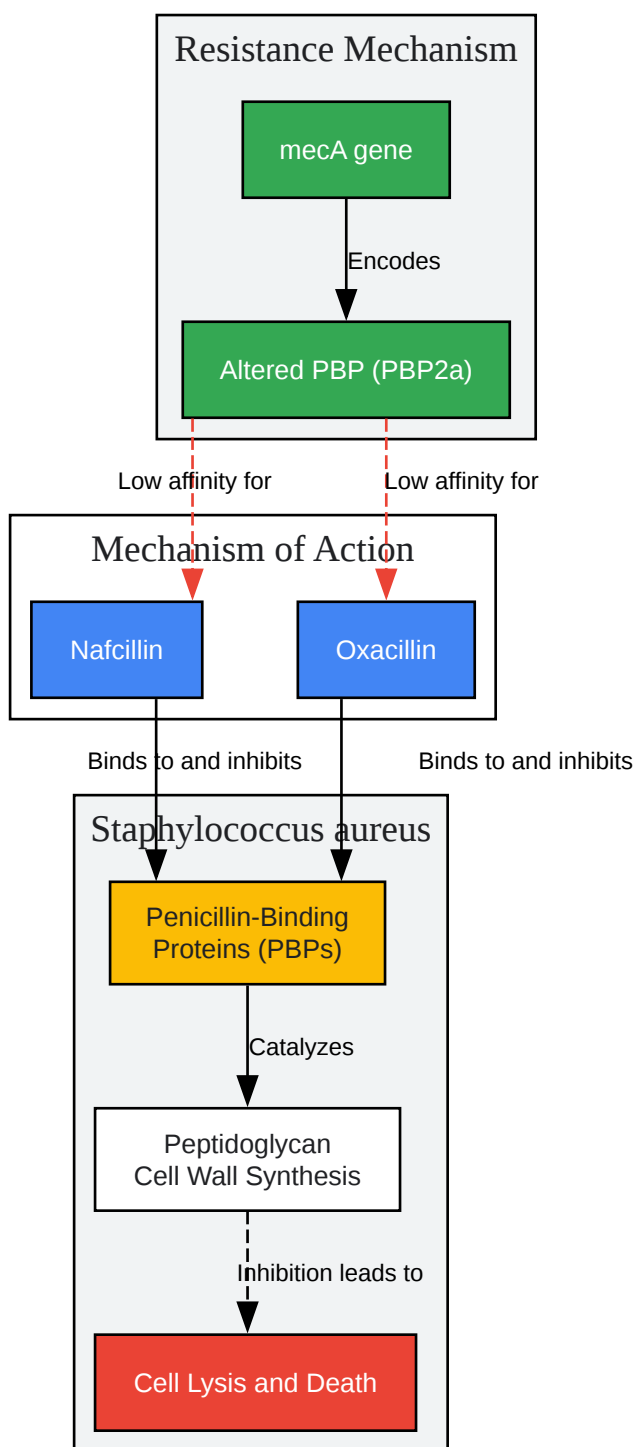 Resistance Mechanism
mecA gene
Encodes
Altered PBP (PBP2a)
Low affinity for
Low affinity for
Mechanism of Action
Nafcillin
Oxacillin
Binds to and inhibits
Binds to and inhibits
Staphylococcus aureus
Penicillin-Binding
Proteins (PBPs)
Catalyzes
Peptidoglycan
Cell Wall Synthesis
Inhibition leads to
Cell Lysis and Death